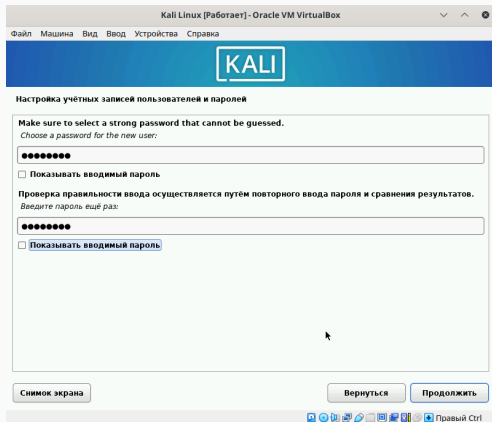 Kali Linux [Работает] - Oracle VM VirtualBox
Файл Машина Вид Ввод Устройства Справка
KALI
Настройка учётных записей пользователей и паролей
Make sure to select a strong password that cannot be guessed.
Choose a password for the new user:
●●●●●●●●
Показывать вводимый пароль
Проверка правильности ввода осуществляется путём повторного ввода пароля и сравнения результатов.
Введите пароль ещё раз:
●●●●●●●●
Показывать вводимый пароль
Снимок экрана Вернуться Продолжить
Правый Ctrl